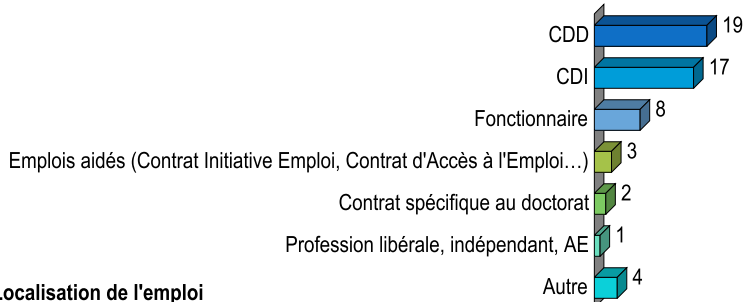 CDD 19
CDI 17
Fonctionnaire 8
Emplois aidés (Contrat Initiative Emploi, Contrat d'Accès à l'Emploi…) 3
Contrat spécifique au doctorat 2
Profession libérale, indépendant, AE 1
Autre 4
Localisation de l'emploi